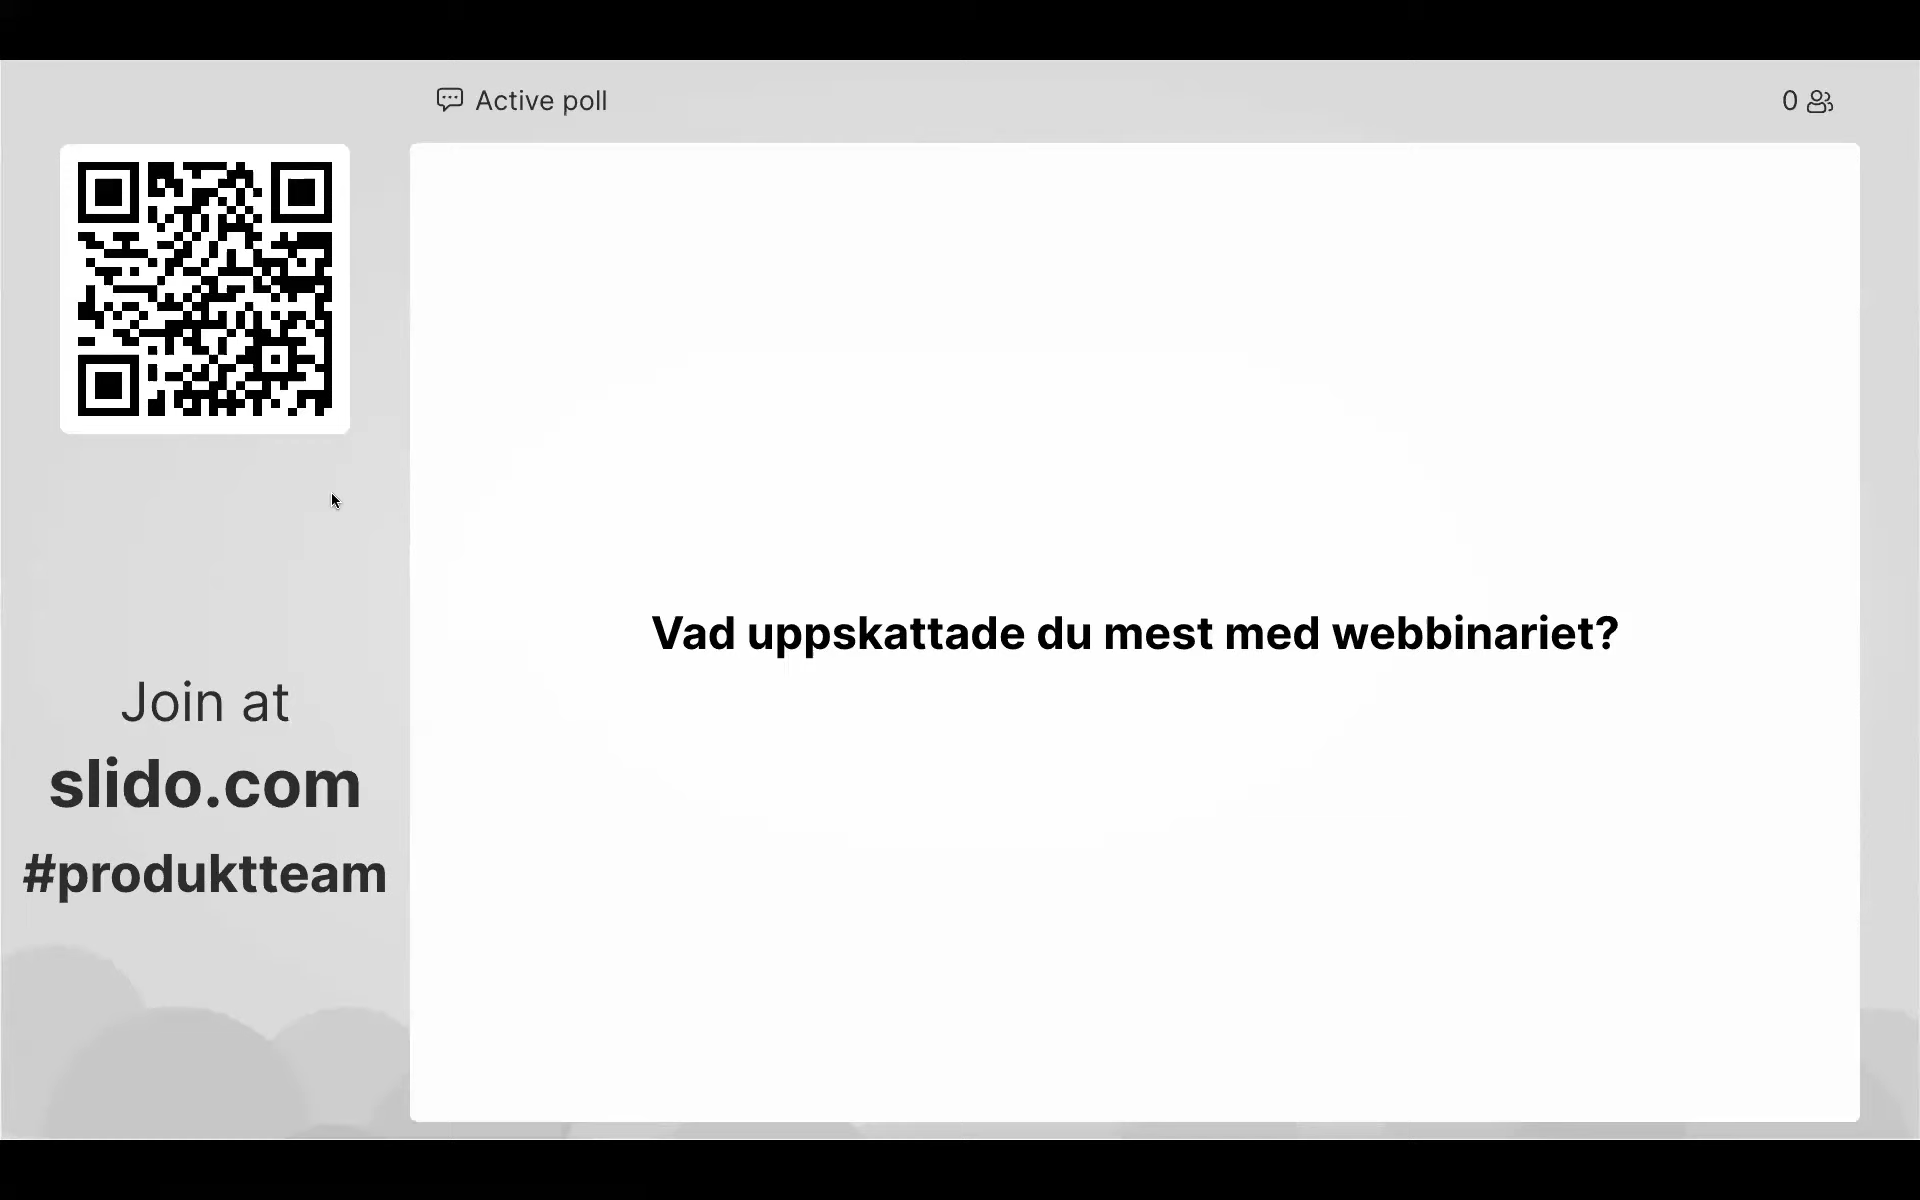 Active poll
0
Vad uppskattade du mest med webbinariet?
Join at
slido.com
#produktteam